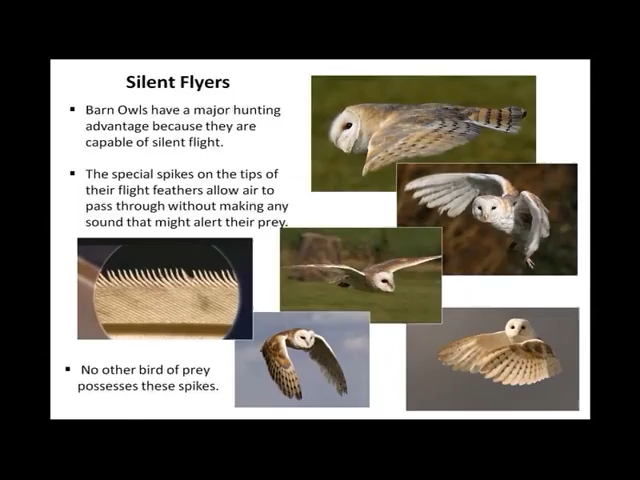 Silent Flyers
▪ Barn Owls have a major hunting
advantage because they are
capable of silent flight.
▪ The special spikes on the tips of
their flight feathers allow air to
pass through without making any
sound that might alert their prey.
▪ No other bird of prey
possesses these spikes.